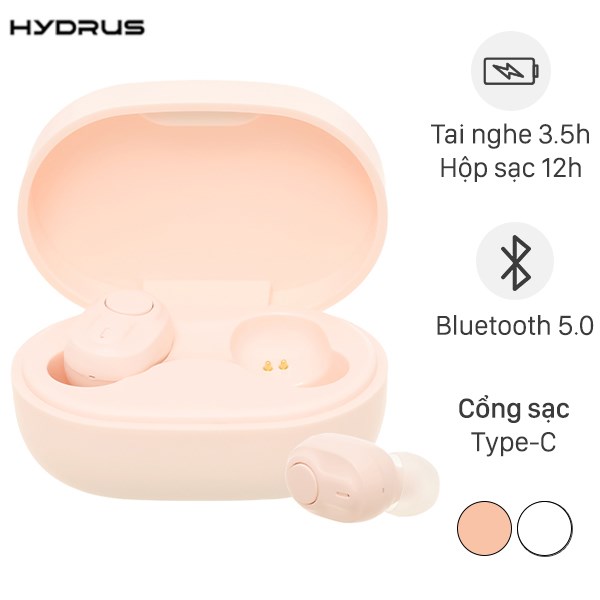 HYDRUS
Tai nghe 3.5h
Hộp sạc 12h
Bluetooth 5.0
Cổng sạc
Type-C